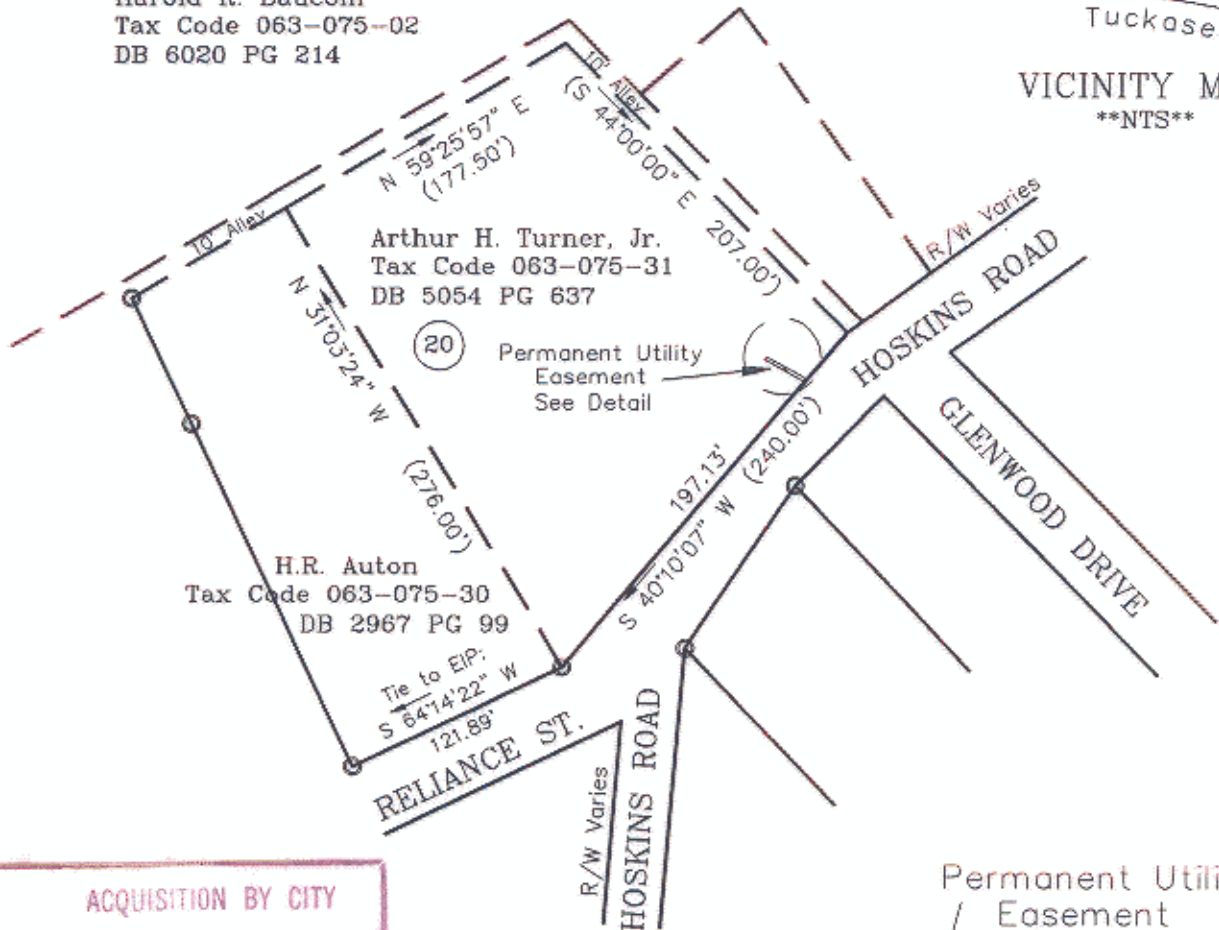 Harold R. Baucom
Tax Code 063-075-02
DB 6020 PG 214
VICINITY
**NTS**
10' Alley
N 59°25'57" E
(177.50')
10' Alley
(S 44°00'00" E 207.00')
R/W Varies
Arthur H. Turner, Jr.
Tax Code 063-075-31
DB 5054 PG 637
20
N 31°03'24" W (276.00')
Permanent Utility
Easement
See Detail
HOSKINS ROAD
GLENWOOD DRIVE
197.13'
S 40°10'07" W (240.00')
H.R. Auton
Tax Code 063-075-30
DB 2967 PG 99
Tie to EIP:
S 64°14'22" W
121.89'
RELIANCE ST.
R/W Varies
HOSKINS ROAD
ACQUISITION BY CITY
Permanent Utili
/ Easement